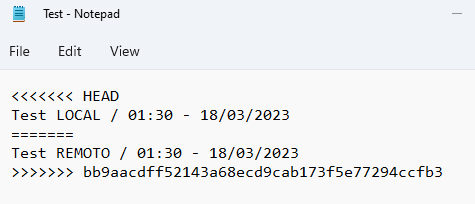 Test - Notepad
File Edit View
<<<<<<< HEAD
Test LOCAL / 01:30 - 18/03/2023
=======
Test REMOTO / 01:30 - 18/03/2023
>>>>>>> bb9aacdff52143a68ecd9cab173f5e77294ccfb3